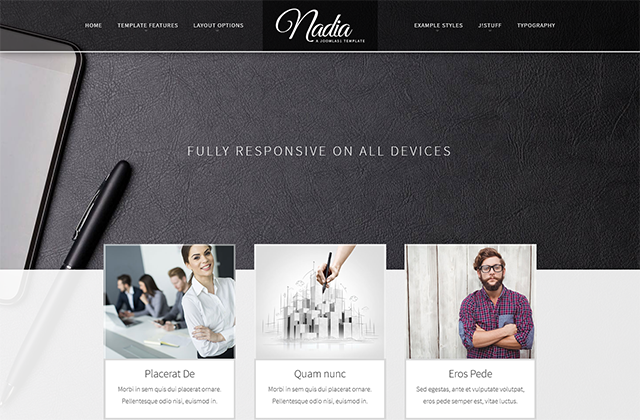 HOME TEMPLATE FEATURES LAYOUT OPTIONS Nadia EXAMPLE STYLES J!STUFF TYPOGRAPHY
A JOOMLA51 TEMPLATE
FULLY RESPONSIVE ON ALL DEVICES
Placerat De
Morbi in sem quis dui placerat ornare.
Pellentesque odio nisi, euismod in.
Quam nunc
Morbi in sem quis dui placerat ornare.
Pellentesque odio nisi, euismod in.
Eros Pede
Sed egestas, ante et vulputate volutpat,
eros pede semper est, vitae luctus.